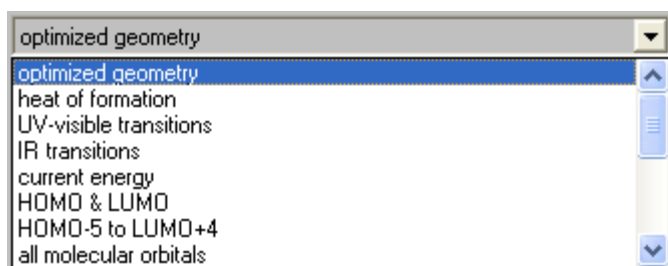 optimized geometry
optimized geometry
heat of formation
UV-visible transitions
IR transitions
current energy
HOMO & LUMO
HOMO-5 to LUMO+4
all molecular orbitals